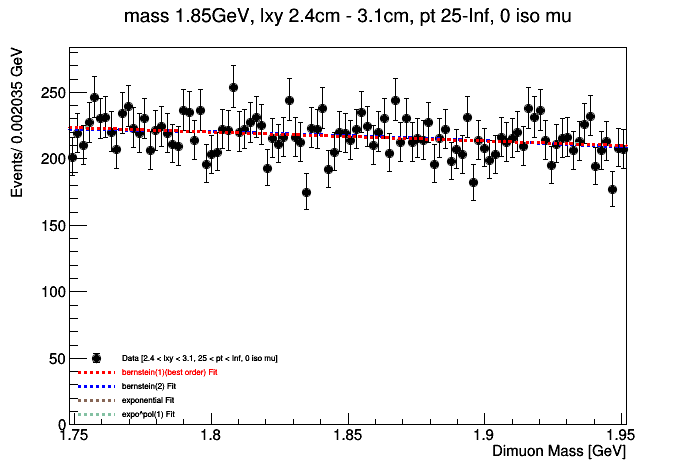 mass 1.85GeV, lxy 2.4cm - 3.1cm, pt 25-Inf, 0 iso mu
Events/ 0.002035 GeV
250
200
150
100
50
0
Data [2.4 < lxy < 3.1, 25 < pt < Inf, 0 iso mu]
bernstein(1)(best order) Fit
bernstein(2) Fit
exponential Fit
expo*pol(1) Fit
1.75 1.8 1.85 1.9 1.95
Dimuon Mass [GeV]